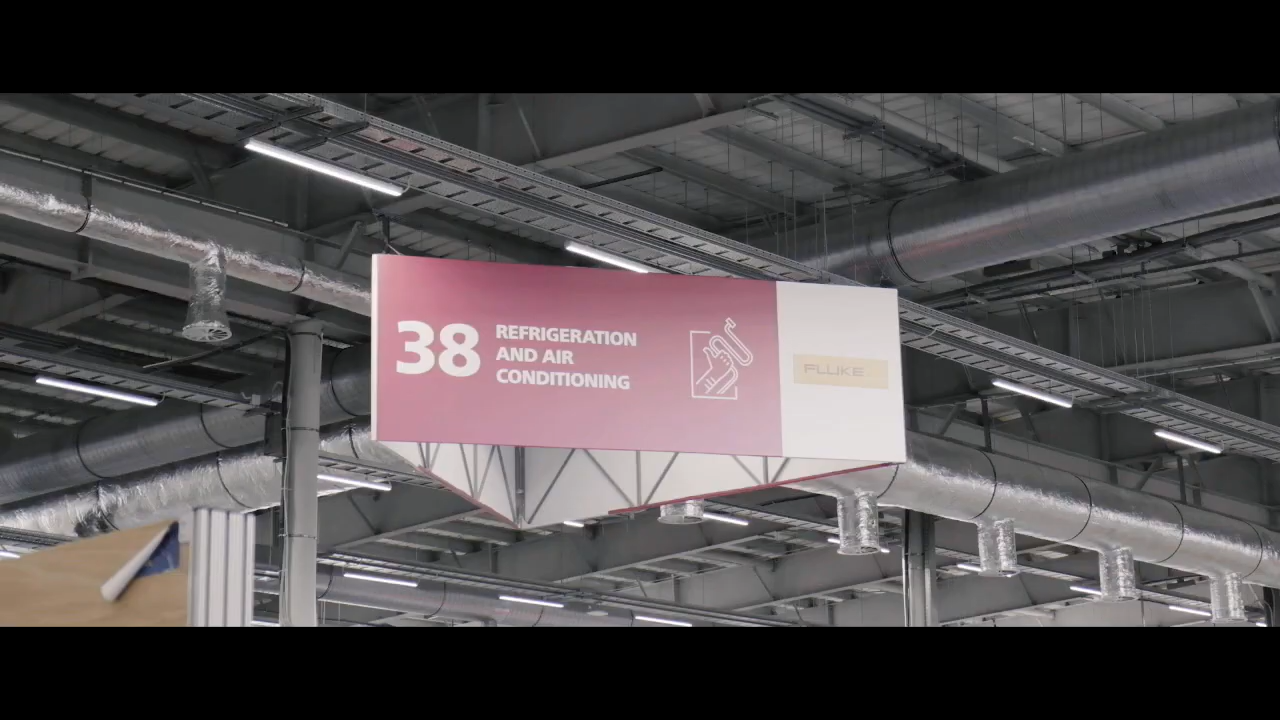 38
REFRIGERATION
AND AIR
CONDITIONING
FLUKE